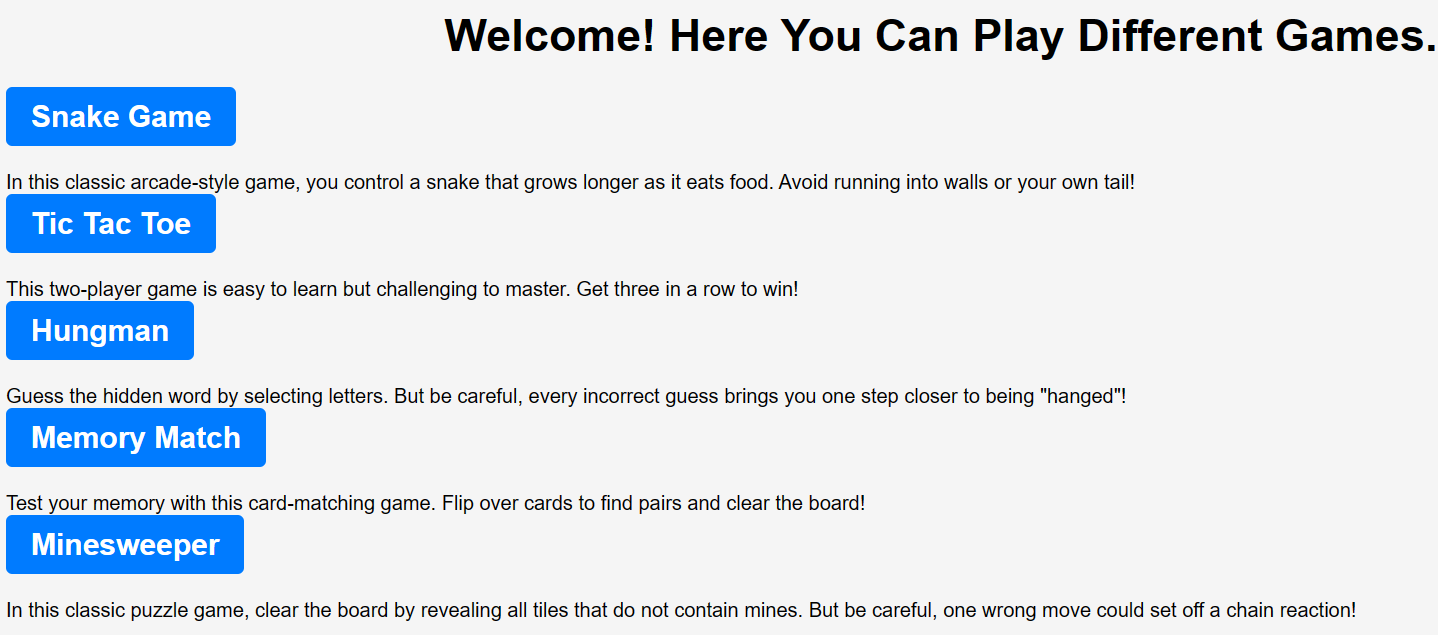 Welcome! Here You Can Play Different Games.
Snake Game
In this classic arcade-style game, you control a snake that grows longer as it eats food. Avoid running into walls or your own tail!
Tic Tac Toe
This two-player game is easy to learn but challenging to master. Get three in a row to win!
Hungman
Guess the hidden word by selecting letters. But be careful, every incorrect guess brings you one step closer to being "hanged"!
Memory Match
Test your memory with this card-matching game. Flip over cards to find pairs and clear the board!
Minesweeper
In this classic puzzle game, clear the board by revealing all tiles that do not contain mines. But be careful, one wrong move could set off a chain reaction!